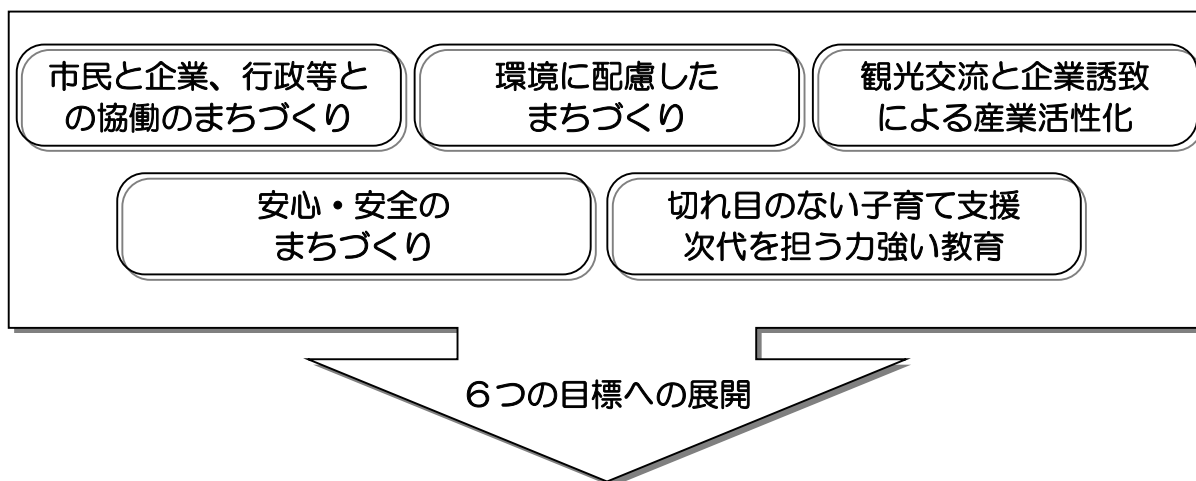 市民と企業、行政等と
の協働のまちづくり
環境に配慮した
まちづくり
観光交流と企業誘致
による産業活性化
安心・安全の
まちづくり
切れ目のない子育て支援
次代を担う力強い教育
６つの目標への展開